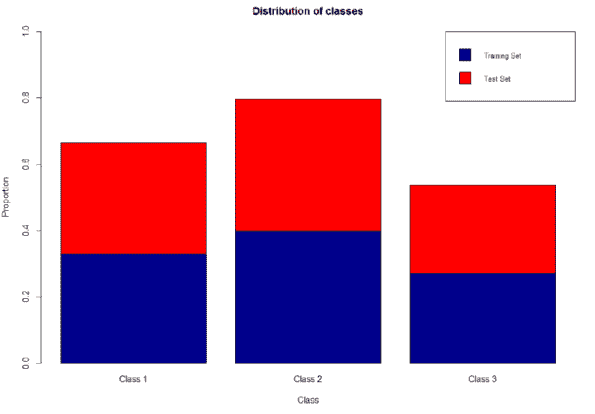 Distribution of classes
1.0
0.8
0.6
0.4
0.2
0.0
Proportion
Training Set
Test Set
Class 1
Class 2
Class 3
Class